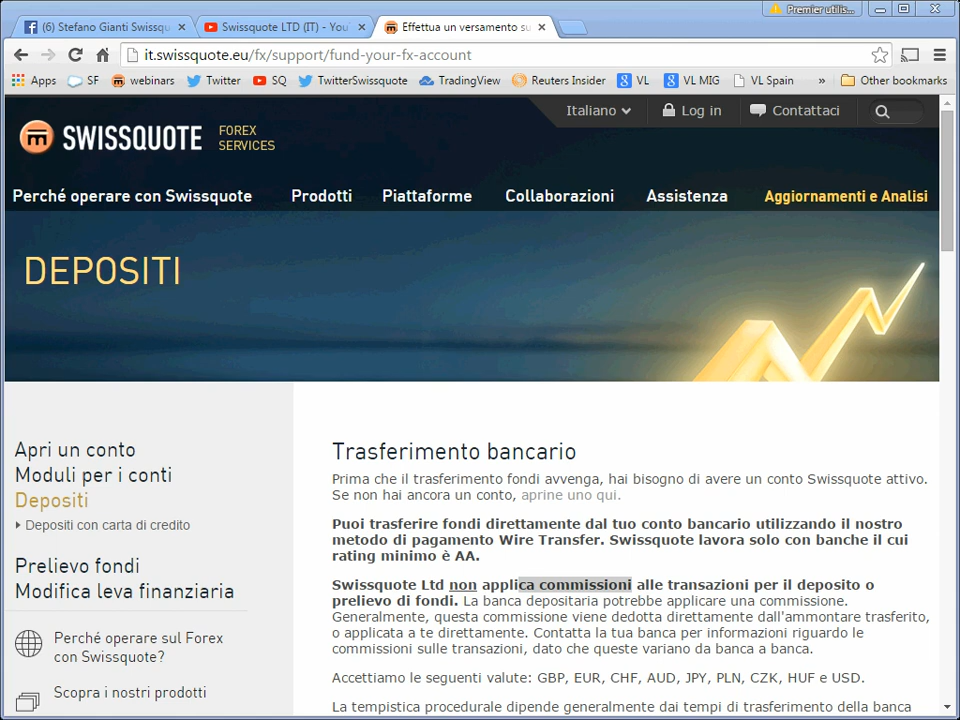 Premier utilis...
(6) Stefano Gianti Swissqu
Swissquote LTD (IT) - You
Effettua un versamento su
it.swissquote.eu/fx/support/fund-your-fx-account
Apps SF webinars Twitter SQ TwitterSwissquote TradingView Reuters Insider VL VL MIG VL Spain » Other bookmarks
Italiano Log in Contattaci
SWISSQUOTE FOREX
SERVICES
Perché operare con Swissquote Prodotti Piattaforme Collaborazioni Assistenza Aggiornamenti e Analisi
DEPOSITI
Apri un conto
Moduli per i conti
Depositi
Depositi con carta di credito
Prelievo fondi
Modifica leva finanziaria
Perché operare sul Forex
con Swissquote?
Scopra i nostri prodotti
Trasferimento bancario
Prima che il trasferimento fondi avvenga, hai bisogno di avere un conto Swissquote attivo.
Se non hai ancora un conto, aprine uno qui.
Puoi trasferire fondi direttamente dal tuo conto bancario utilizzando il nostro
metodo di pagamento Wire Transfer. Swissquote lavora solo con banche il cui
rating minimo è AA.
Swissquote Ltd non applica commissioni alle transazioni per il deposito o
prelievo di fondi. La banca depositaria potrebbe applicare una commissione.
Generalmente, questa commissione viene dedotta direttamente dall'ammontare trasferito,
o applicata a te direttamente. Contatta la tua banca per informazioni riguardo le
commissioni sulle transazioni, dato che queste variano da banca a banca.
Accettiamo le seguenti valute: GBP, EUR, CHF, AUD, JPY, PLN, CZK, HUF e USD.
La tempistica procedurale dipende generalmente dai tempi di trasferimento della banca